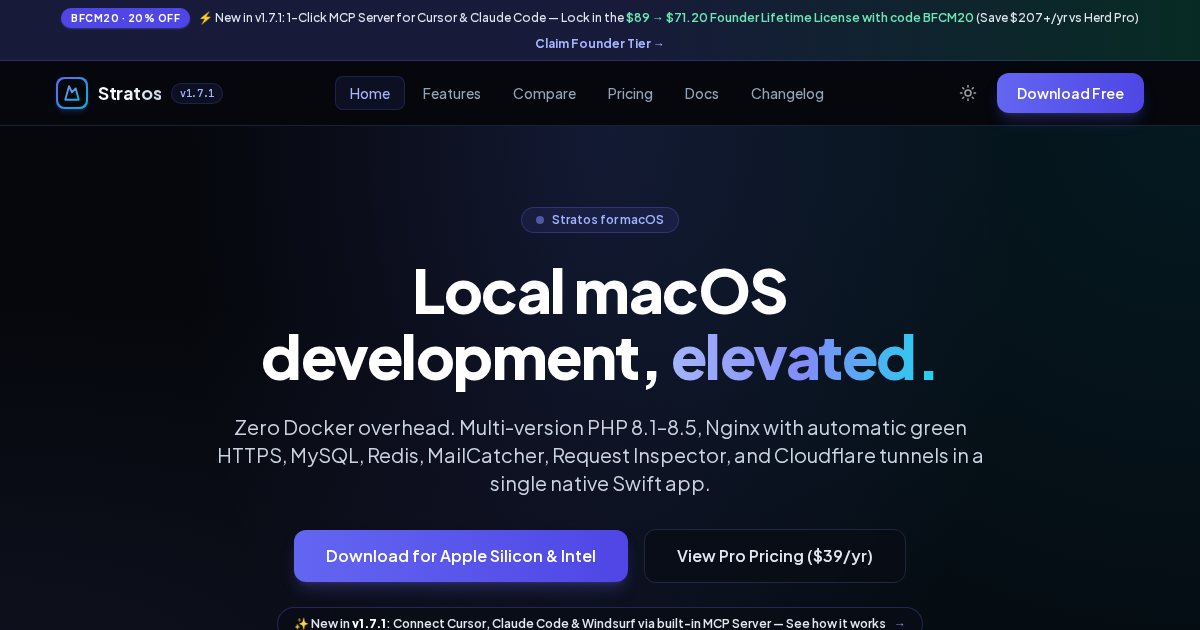 BFCM20 · 20% OFF ⚡ New in v1.7.1: 1-Click MCP Server for Cursor & Claude Code — Lock in the $89 → $71.20 Founder Lifetime License with code BFCM20 (Save $207+/yr vs Herd Pro)
Claim Founder Tier →
Stratos v1.7.1 Home Features Compare Pricing Docs Changelog Download Free
Stratos for macOS
Local macOS
development, elevated.
Zero Docker overhead. Multi-version PHP 8.1–8.5, Nginx with automatic green
HTTPS, MySQL, Redis, MailCatcher, Request Inspector, and Cloudflare tunnels in a
single native Swift app.
Download for Apple Silicon & Intel View Pro Pricing ($39/yr)
✨ New in v1.7.1: Connect Cursor, Claude Code & Windsurf via built-in MCP Server — See how it works →